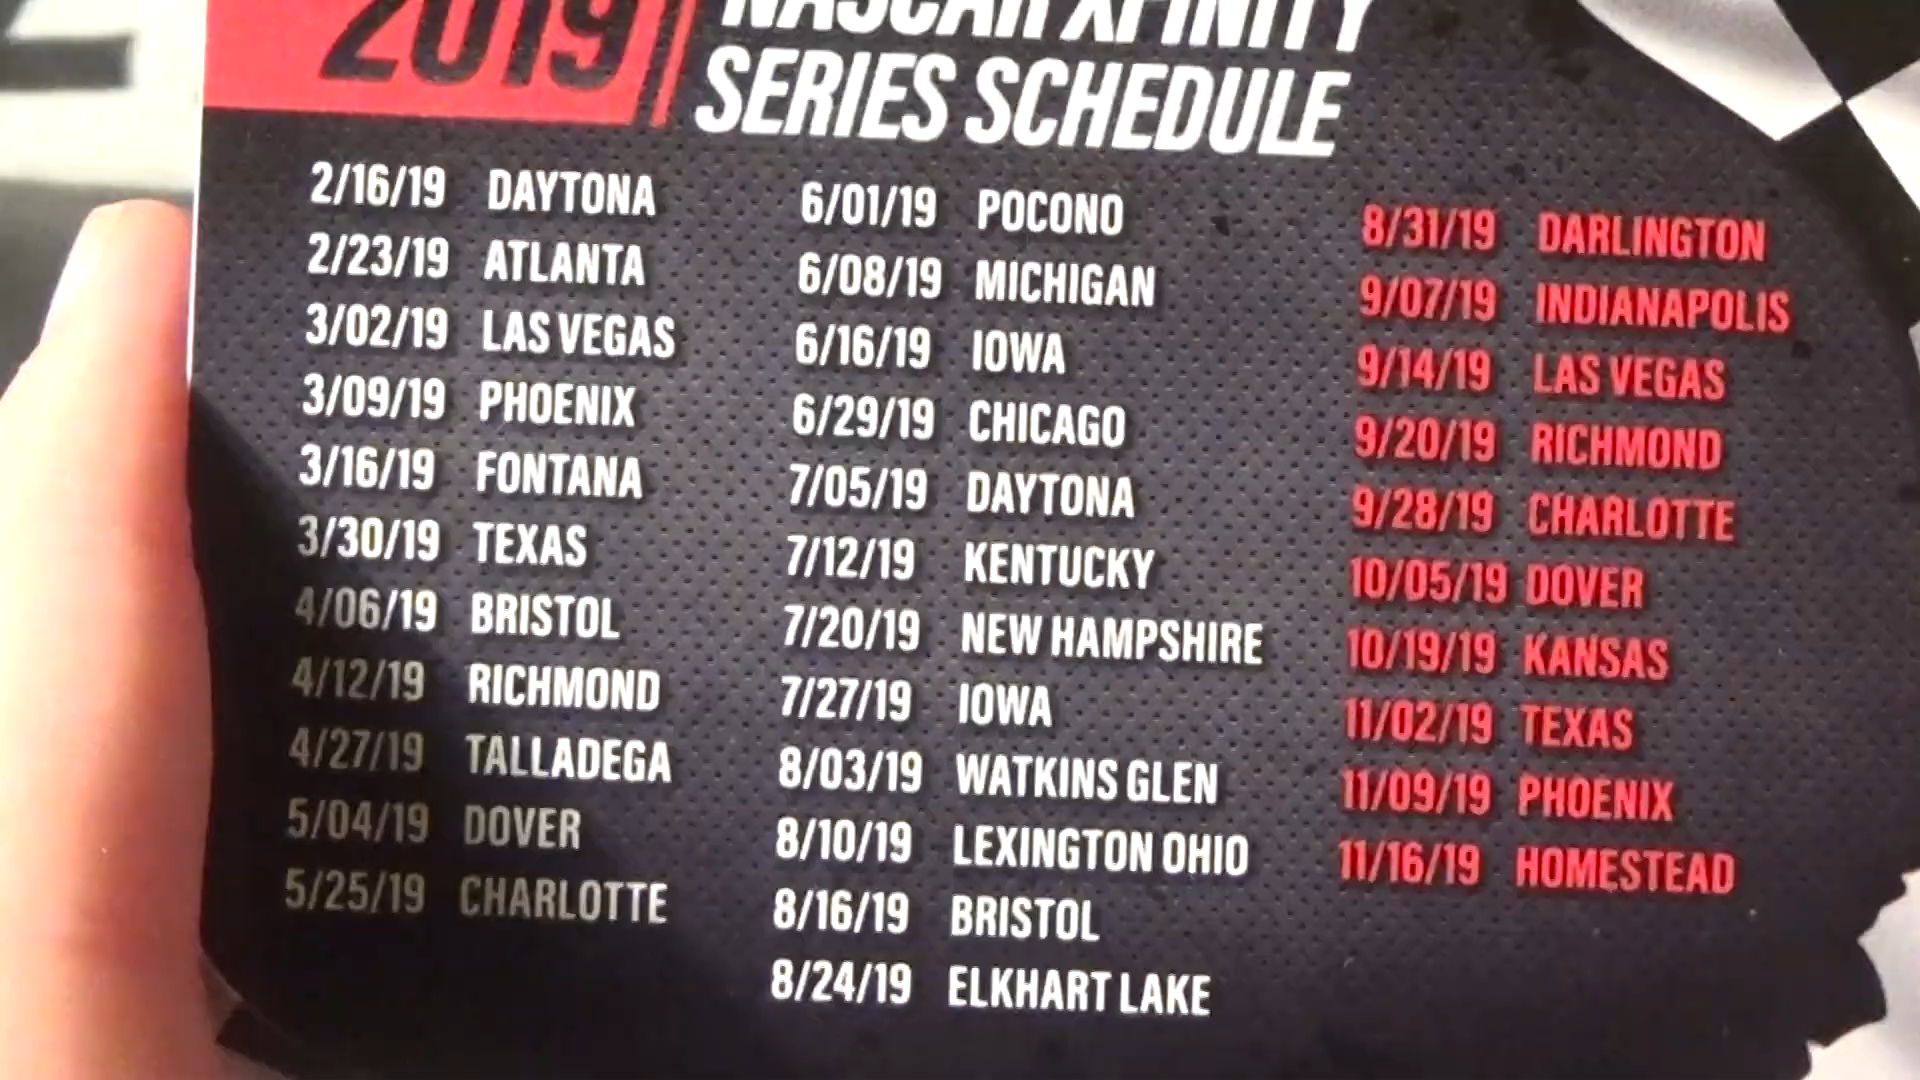 2019
NASCAR XFINITY
SERIES SCHEDULE
2/16/19 DAYTONA
2/23/19 ATLANTA
3/02/19 LAS VEGAS
3/09/19 PHOENIX
3/16/19 FONTANA
3/30/19 TEXAS
4/06/19 BRISTOL
4/12/19 RICHMOND
4/27/19 TALLADEGA
5/04/19 DOVER
5/25/19 CHARLOTTE
6/01/19 POCONO
6/08/19 MICHIGAN
6/16/19 IOWA
6/29/19 CHICAGO
7/05/19 DAYTONA
7/12/19 KENTUCKY
7/20/19 NEW HAMPSHIRE
7/27/19 IOWA
8/03/19 WATKINS GLEN
8/10/19 LEXINGTON OHIO
8/16/19 BRISTOL
8/24/19 ELKHART LAKE
8/31/19 DARLINGTON
9/07/19 INDIANAPOLIS
9/14/19 LAS VEGAS
9/20/19 RICHMOND
9/28/19 CHARLOTTE
10/05/19 DOVER
10/19/19 KANSAS
11/02/19 TEXAS
11/09/19 PHOENIX
11/16/19 HOMESTEAD